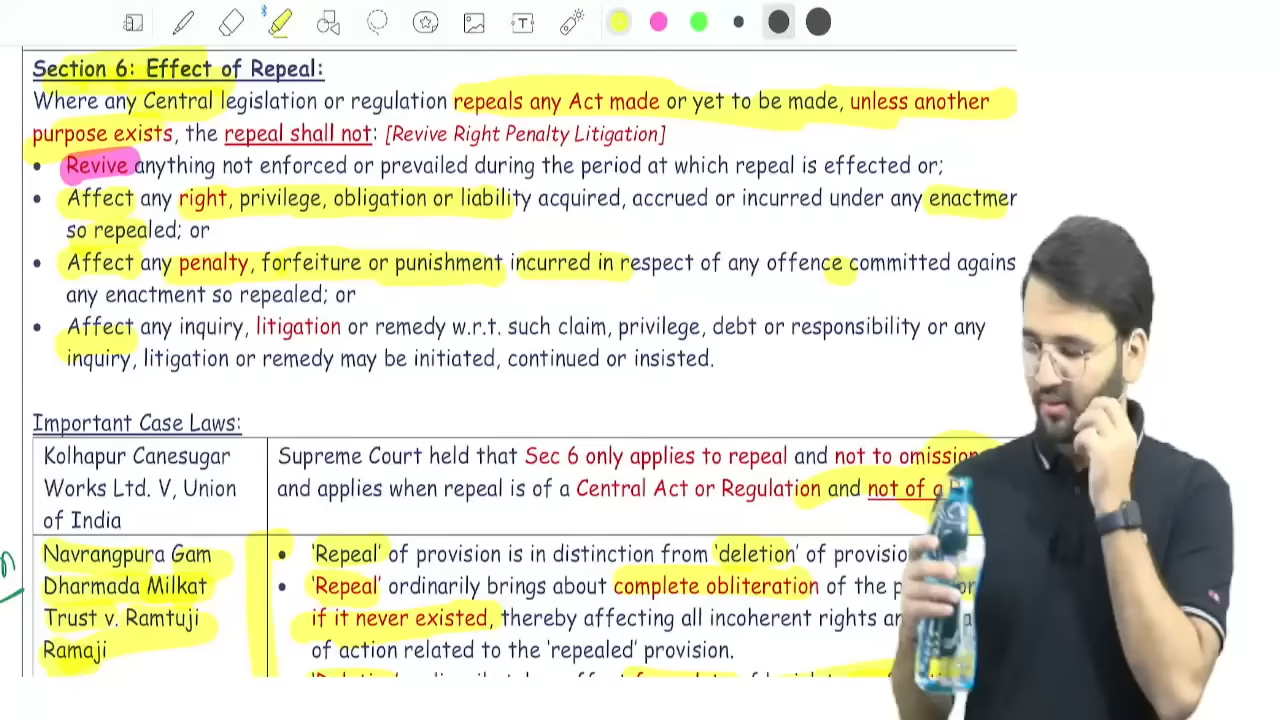 Section 6: Effect of Repeal:
Where any Central legislation or regulation repeals any Act made or yet to be made, unless another
purpose exists, the repeal shall not: [Revive Right Penalty Litigation]
• Revive anything not enforced or prevailed during the period at which repeal is effected or;
• Affect any right, privilege, obligation or liability acquired, accrued or incurred under any enactmen
so repealed; or
• Affect any penalty, forfeiture or punishment incurred in respect of any offence committed agains
any enactment so repealed; or
• Affect any inquiry, litigation or remedy w.r.t. such claim, privilege, debt or responsibility or any
inquiry, litigation or remedy may be initiated, continued or insisted.
Important Case Laws:
Kolhapur Canesugar
Works Ltd. V, Union
of India
Supreme Court held that Sec 6 only applies to repeal and not to omission
and applies when repeal is of a Central Act or Regulation and not of a
Navrangpura Gam
Dharmada Milkat
Trust v. Ramtuji
Ramaji
• 'Repeal' of provision is in distinction from 'deletion' of provisio
• 'Repeal' ordinarily brings about complete obliteration of the
if it never existed, thereby affecting all incoherent rights
of action related to the 'repealed' provision.